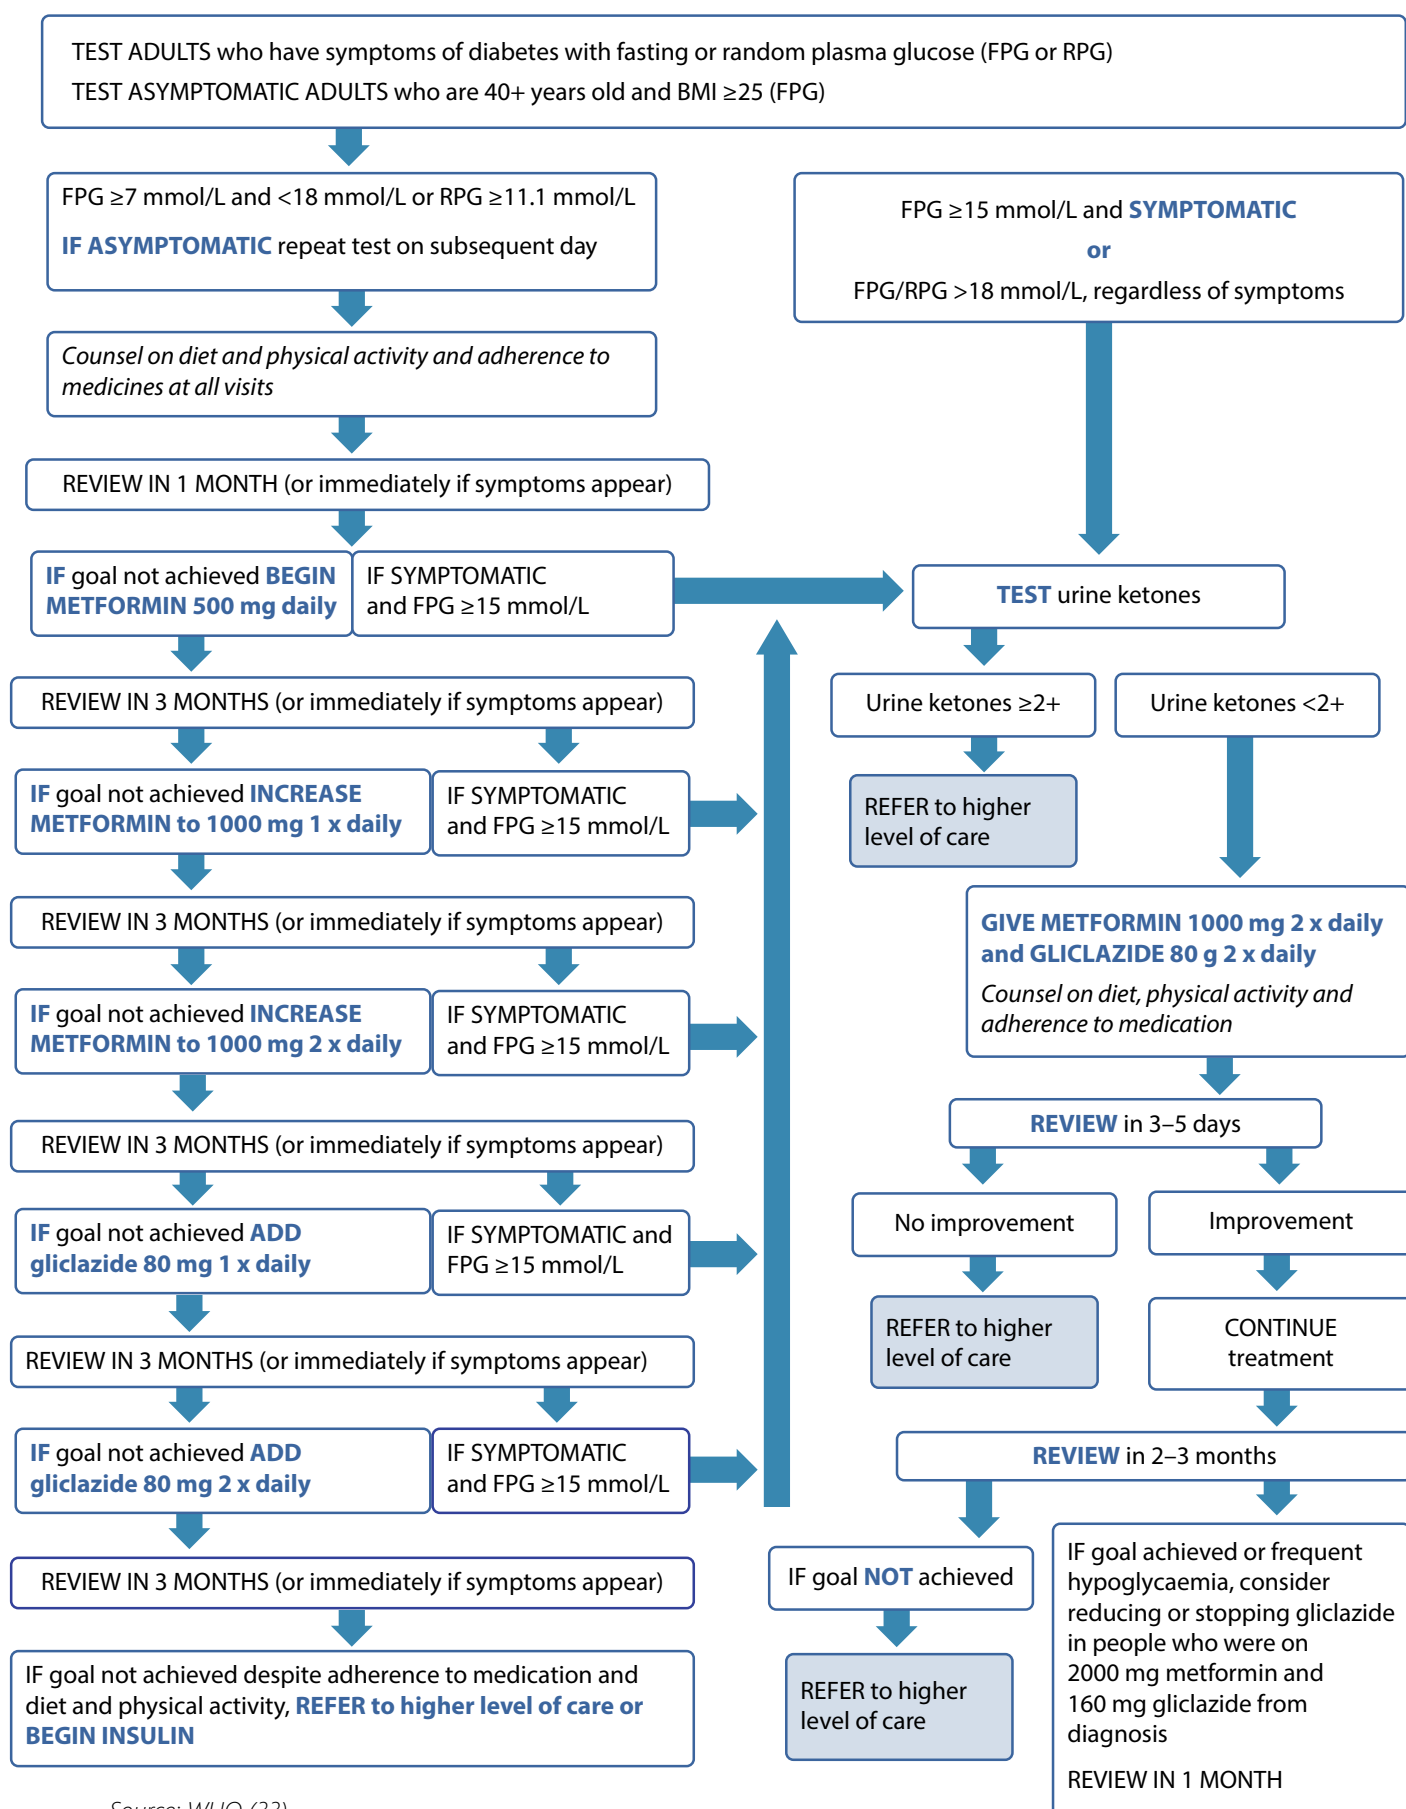 TEST ADULTS who have symptoms of diabetes with fasting or random plasma glucose (FPG or RPG)
TEST ASYMPTOMATIC ADULTS who are 40+ years old and BMI ≥25 (FPG)
FPG ≥7 mmol/L and <18 mmol/L or RPG ≥11.1 mmol/L
IF ASYMPTOMATIC repeat test on subsequent day
Counsel on diet and physical activity and adherence to
medicines at all visits
REVIEW IN 1 MONTH (or immediately if symptoms appear)
IF goal not achieved BEGIN
METFORMIN 500 mg daily
IF SYMPTOMATIC
and FPG ≥15 mmol/L
REVIEW IN 3 MONTHS (or immediately if symptoms appear)
IF goal not achieved INCREASE
METFORMIN to 1000 mg 1 x daily
IF SYMPTOMATIC
and FPG ≥15 mmol/L
REVIEW IN 3 MONTHS (or immediately if symptoms appear)
IF goal not achieved INCREASE
METFORMIN to 1000 mg 2 x daily
IF SYMPTOMATIC
and FPG ≥15 mmol/L
REVIEW IN 3 MONTHS (or immediately if symptoms appear)
IF goal not achieved ADD
gliclazide 80 mg 1 x daily
IF SYMPTOMATIC and
FPG ≥15 mmol/L
REVIEW IN 3 MONTHS (or immediately if symptoms appear)
IF goal not achieved ADD
gliclazide 80 mg 2 x daily
IF SYMPTOMATIC
and FPG ≥15 mmol/L
REVIEW IN 3 MONTHS (or immediately if symptoms appear)
IF goal not achieved despite adherence to medication and
diet and physical activity, REFER to higher level of care or
BEGIN INSULIN
FPG ≥15 mmol/L and SYMPTOMATIC
or
FPG/RPG >18 mmol/L, regardless of symptoms
TEST urine ketones
Urine ketones ≥2+
REFER to higher
level of care
Urine ketones <2+
GIVE METFORMIN 1000 mg 2 x daily
and GLICLAZIDE 80 g 2 x daily
Counsel on diet, physical activity and
adherence to medication
REVIEW in 3–5 days
No improvement
REFER to higher
level of care
Improvement
CONTINUE
treatment
REVIEW in 2–3 months
IF goal NOT achieved
REFER to higher
level of care
IF goal achieved or frequent
hypoglycaemia, consider
reducing or stopping gliclazide
in people who were on
2000 mg metformin and
160 mg gliclazide from
diagnosis
REVIEW IN 1 MONTH
Source: WHO (33)